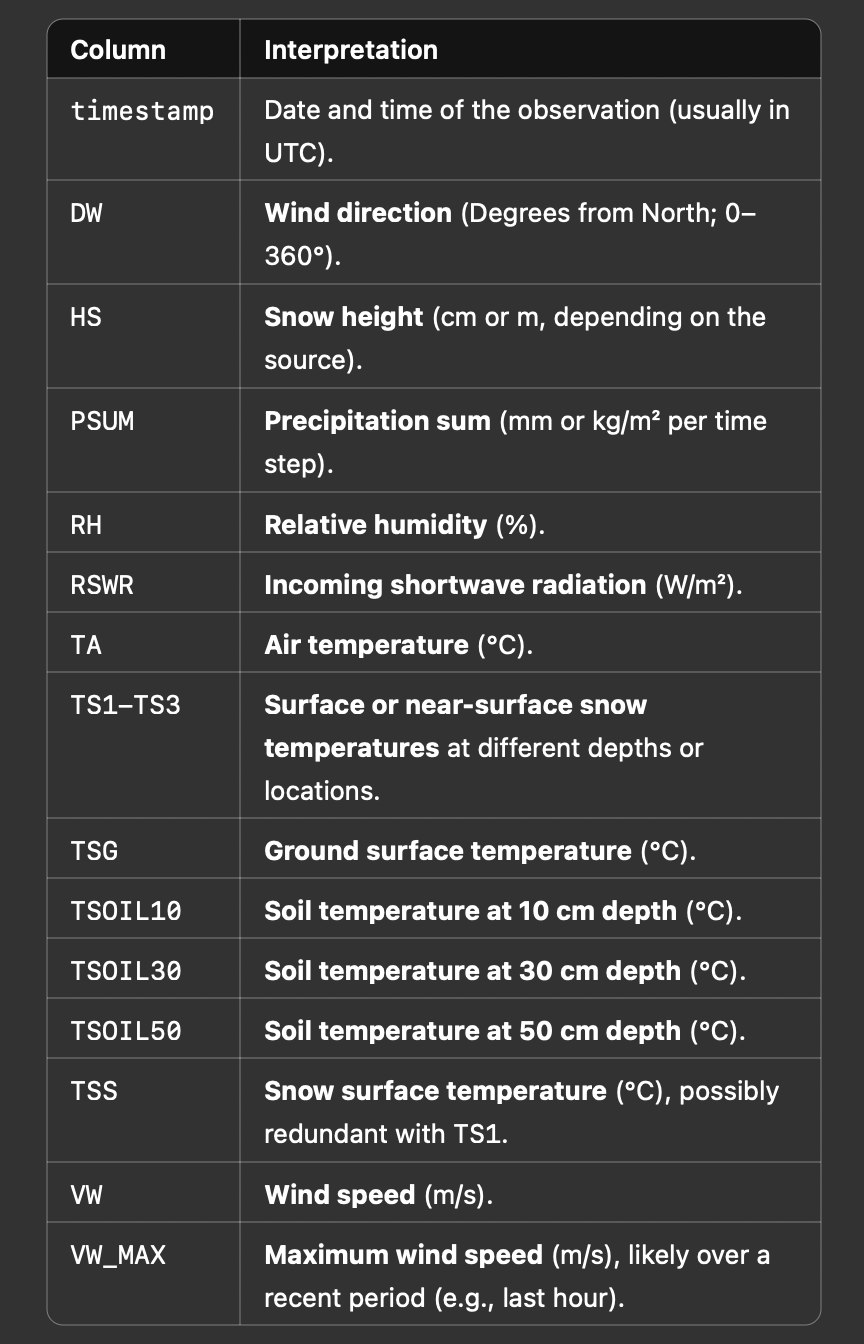 Column Interpretation
timestamp Date and time of the observation (usually in
UTC).
DW Wind direction (Degrees from North; 0–
360°).
HS Snow height (cm or m, depending on the
source).
PSUM Precipitation sum (mm or kg/m² per time
step).
RH Relative humidity (%).
RSWR Incoming shortwave radiation (W/m²).
TA Air temperature (°C).
TS1–TS3 Surface or near-surface snow
temperatures at different depths or
locations.
TSG Ground surface temperature (°C).
TSOIL10 Soil temperature at 10 cm depth (°C).
TSOIL30 Soil temperature at 30 cm depth (°C).
TSOIL50 Soil temperature at 50 cm depth (°C).
TSS Snow surface temperature (°C), possibly
redundant with TS1.
VW Wind speed (m/s).
VW_MAX Maximum wind speed (m/s), likely over a
recent period (e.g., last hour).